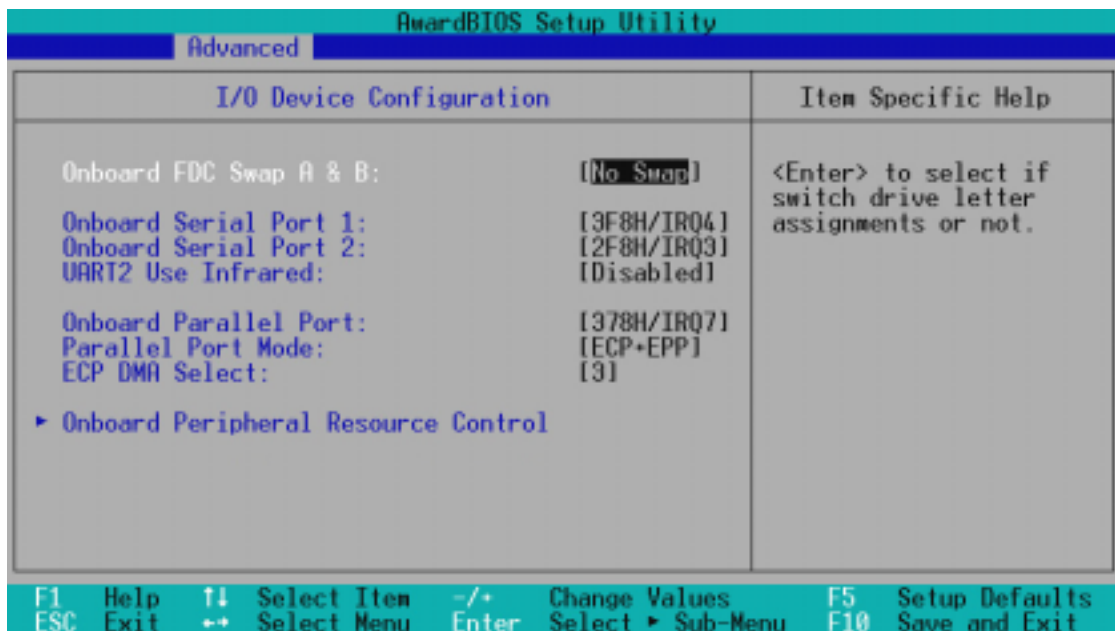 AwardBIOS Setup Utility
Advanced
I/O Device Configuration
Item Specific Help
Onboard FDC Swap A & B: [No Swap]
Onboard Serial Port 1: [3F8H/IRQ4]
Onboard Serial Port 2: [2F8H/IRQ3]
UART2 Use Infrared: [Disabled]
Onboard Parallel Port: [378H/IRQ7]
Parallel Port Mode: [ECP+EPP]
ECP DMA Select: [3]
► Onboard Peripheral Resource Control
<Enter> to select if
switch drive letter
assignments or not.
F1 Help ↑↓ Select Item -/+ Change Values F5 Setup Defaults
ESC Exit ←→ Select Menu Enter Select ► Sub-Menu F10 Save and Exit